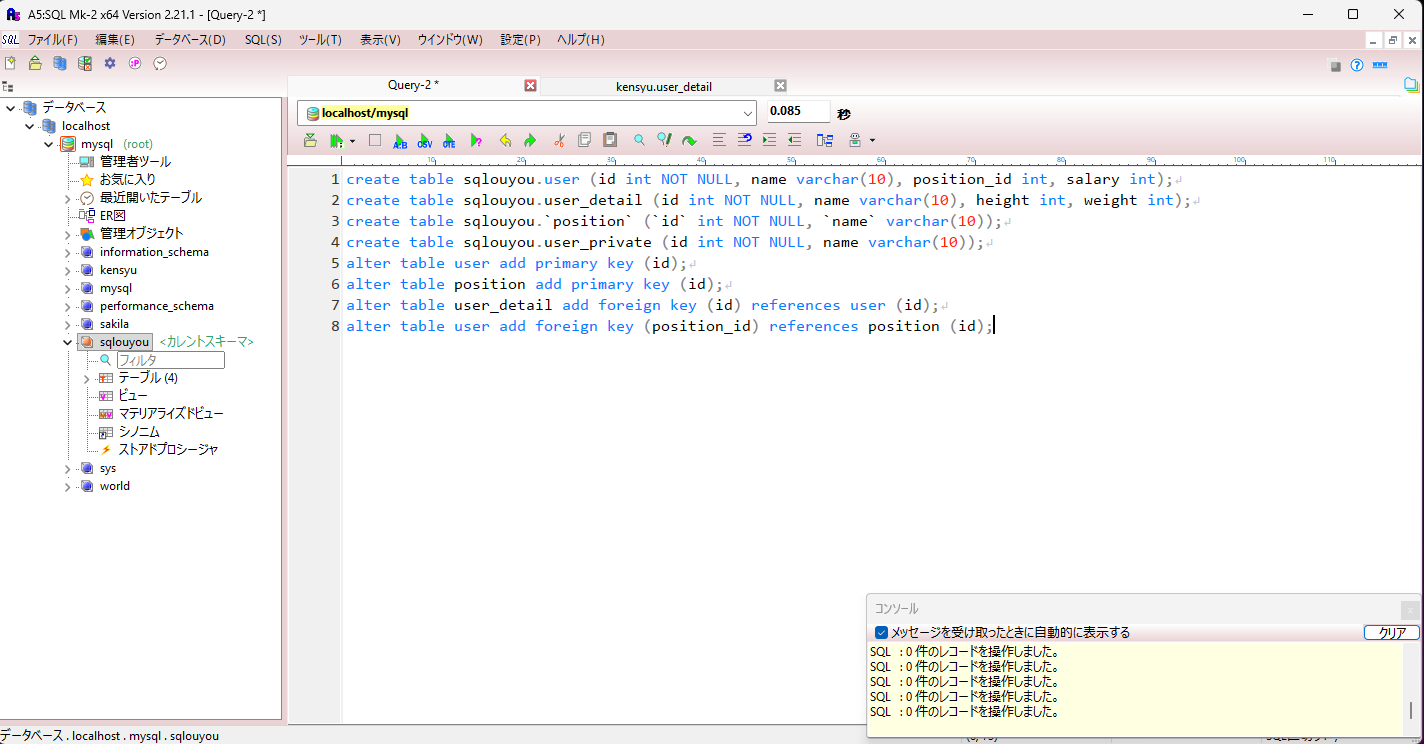 A5:SQL Mk-2 x64 Version 2.21.1 - [Query-2 *]
SQL ファイル(F) 編集(E) データベース(D) SQL(S) ツール(T) 表示(V) ウインドウ(W) 設定(P) ヘルプ(H)
Query-2 *
kensyu.user_detail
データベース
localhost
mysql (root)
管理者ツール
お気に入り
最近開いたテーブル
ER図
管理オブジェクト
information_schema
kensyu
mysql
performance_schema
sakila
sqlouyou <カレントスキーマ>
フィルタ
テーブル (4)
ビュー
マテリアライズドビュー
シノニム
ストアドプロシージャ
sys
world
localhost/mysql
0.085 秒
10 20 30 40 50 60 70 80 90 100 110
1 create table sqlouyou.user (id int NOT NULL, name varchar(10), position_id int, salary int);
2 create table sqlouyou.user_detail (id int NOT NULL, name varchar(10), height int, weight int);
3 create table sqlouyou.`position` (`id` int NOT NULL, `name` varchar(10));
4 create table sqlouyou.user_private (id int NOT NULL, name varchar(10));
5 alter table user add primary key (id);
6 alter table position add primary key (id);
7 alter table user_detail add foreign key (id) references user (id);
8 alter table user add foreign key (position_id) references position (id);
コンソール
メッセージを受け取ったときに自動的に表示する
クリア
SQL : 0 件のレコードを操作しました。
SQL : 0 件のレコードを操作しました。
SQL : 0 件のレコードを操作しました。
SQL : 0 件のレコードを操作しました。
SQL : 0 件のレコードを操作しました。
データベース . localhost . mysql . sqlouyou